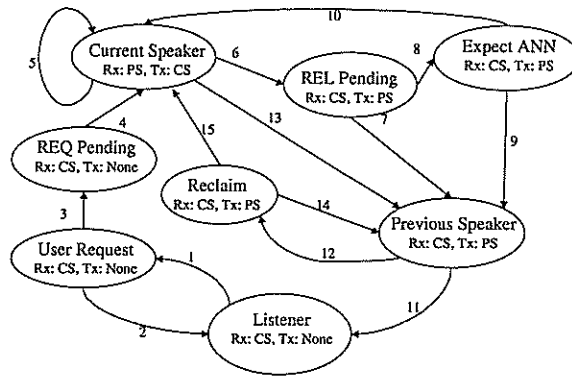 10
Current Speaker
Rx: PS, Tx: CS
5
6
8
Expect ANN
Rx: CS, Tx: PS
REL Pending
Rx: CS, Tx: PS
4
15
13
7
9
REQ Pending
Rx: CS, Tx: None
Reclaim
Rx: CS, Tx: PS
14
3
Previous Speaker
Rx: CS, Tx: PS
User Request
Rx: CS, Tx: None
1
12
2
11
Listener
Rx: CS, Tx: None